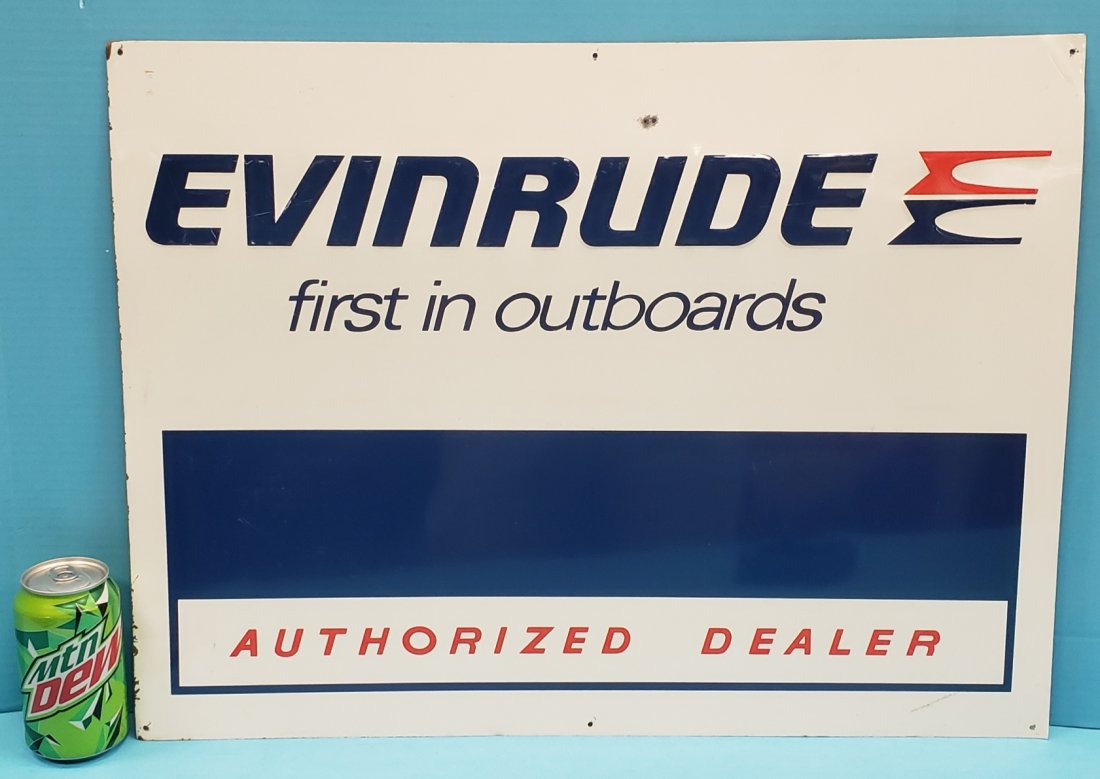 EVINRUDE
first in outboards
AUTHORIZED DEALER
mtn
DEW